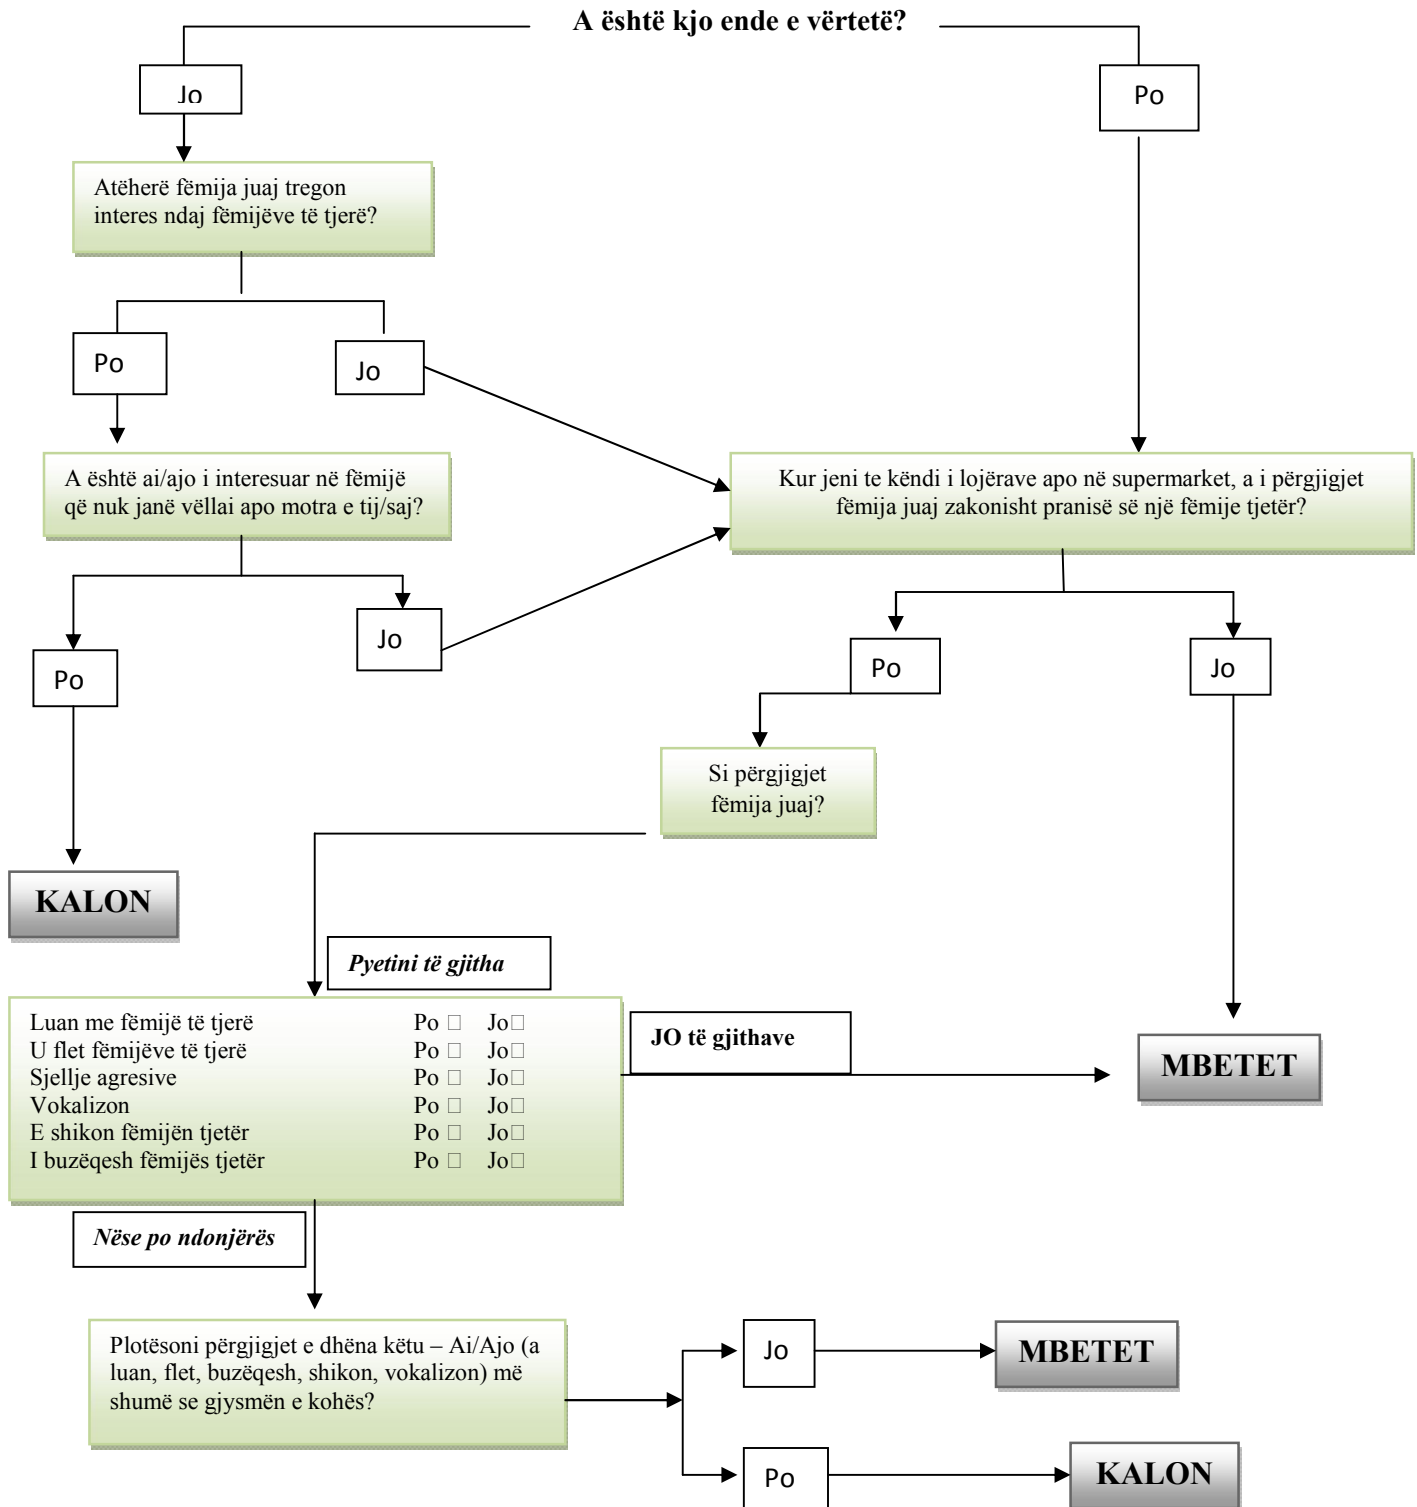 A është kjo ende e vërtetë?
Jo
Po
Atëherë fëmija juaj tregon
interes ndaj fëmijëve të tjerë?
Po
Jo
A është ai/ajo i interesuar në fëmijë
që nuk janë vëllai apo motra e tij/saj?
Kur jeni te këndi i lojërave apo në supermarket, a i përgjigjet
fëmija juaj zakonisht pranisë së një fëmije tjetër?
Po
Jo
Po
Jo
Si përgjigjet
fëmija juaj?
KALON
Pyetini të gjitha
Luan me fëmijë të tjerë Po □ Jo□
U flet fëmijëve të tjerë Po □ Jo□
Sjellje agresive Po □ Jo□
Vokalizon Po □ Jo□
E shikon fëmijën tjetër Po □ Jo□
I buzëqesh fëmijës tjetër Po □ Jo□
JO të gjithave
MBETET
Nëse po ndonjërës
Plotësoni përgjigjet e dhëna këtu – Ai/Ajo (a
luan, flet, buzëqesh, shikon, vokalizon) më
shumë se gjysmën e kohës?
Jo
MBETET
Po
KALON